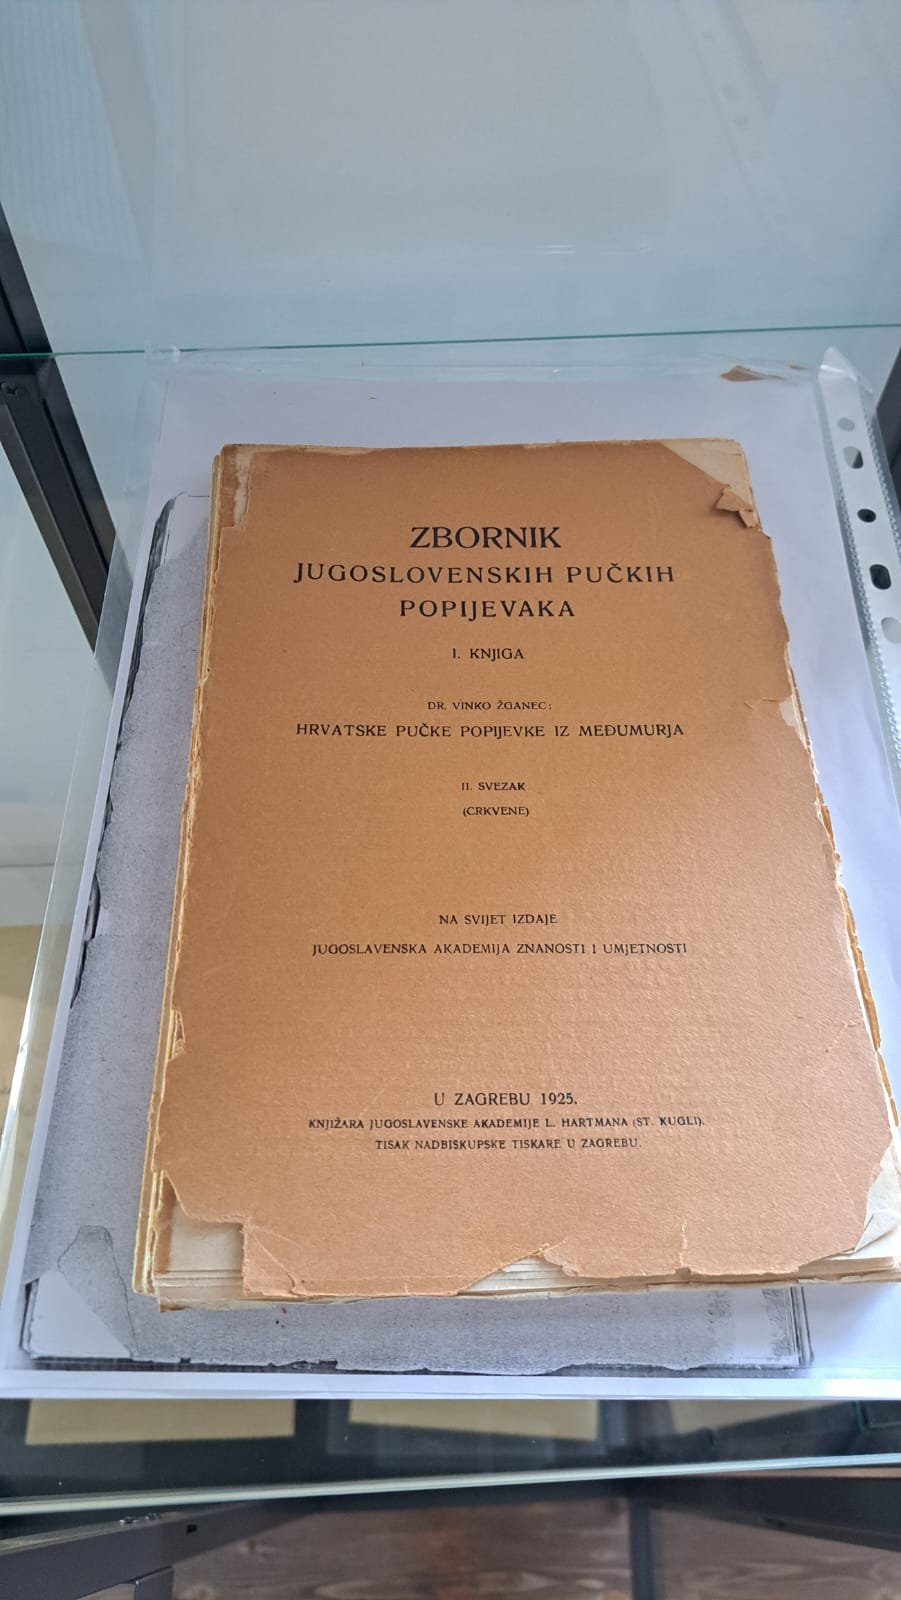 ZBORNIK
JUGOSLOVENSKIH PUČKIH
POPIJEVAKA
I. KNJIGA
DR. VINKO ŽGANEC:
HRVATSKE PUČKE POPIJEVKE IZ MEĐUMURJA
II. SVEZAK
(CRKVENE)
NA SVIJET IZDAJE
JUGOSLAVENSKA AKADEMIJA ZNANOSTI I UMJETNOSTI
U ZAGREBU 1925.
KNJIŽARA JUGOSLAVENSKE AKADEMIJE L. HARTMANA (ST. KUGLI).
TISAK NADBISKUPSKE TISKARE U ZAGREBU.